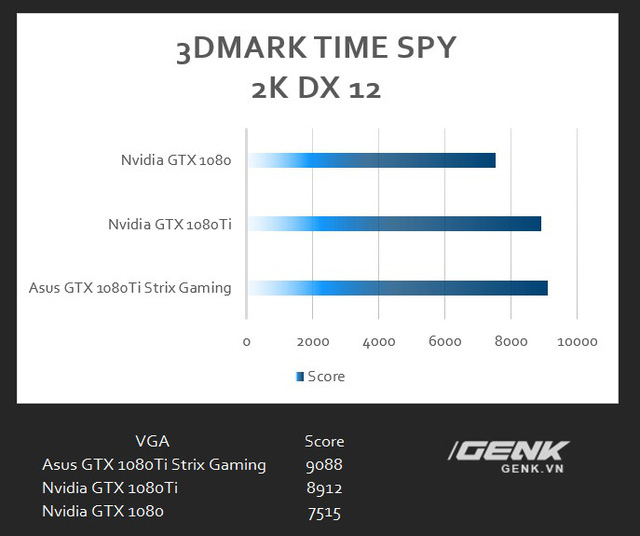 3DMARK TIME SPY
2K DX 12
Nvidia GTX 1080
Nvidia GTX 1080Ti
Asus GTX 1080Ti Strix Gaming
0 2000 4000 6000 8000 10000
Score
VGA Score
Asus GTX 1080Ti Strix Gaming 9088
Nvidia GTX 1080Ti 8912
Nvidia GTX 1080 7515
/GENK
GENK.VN